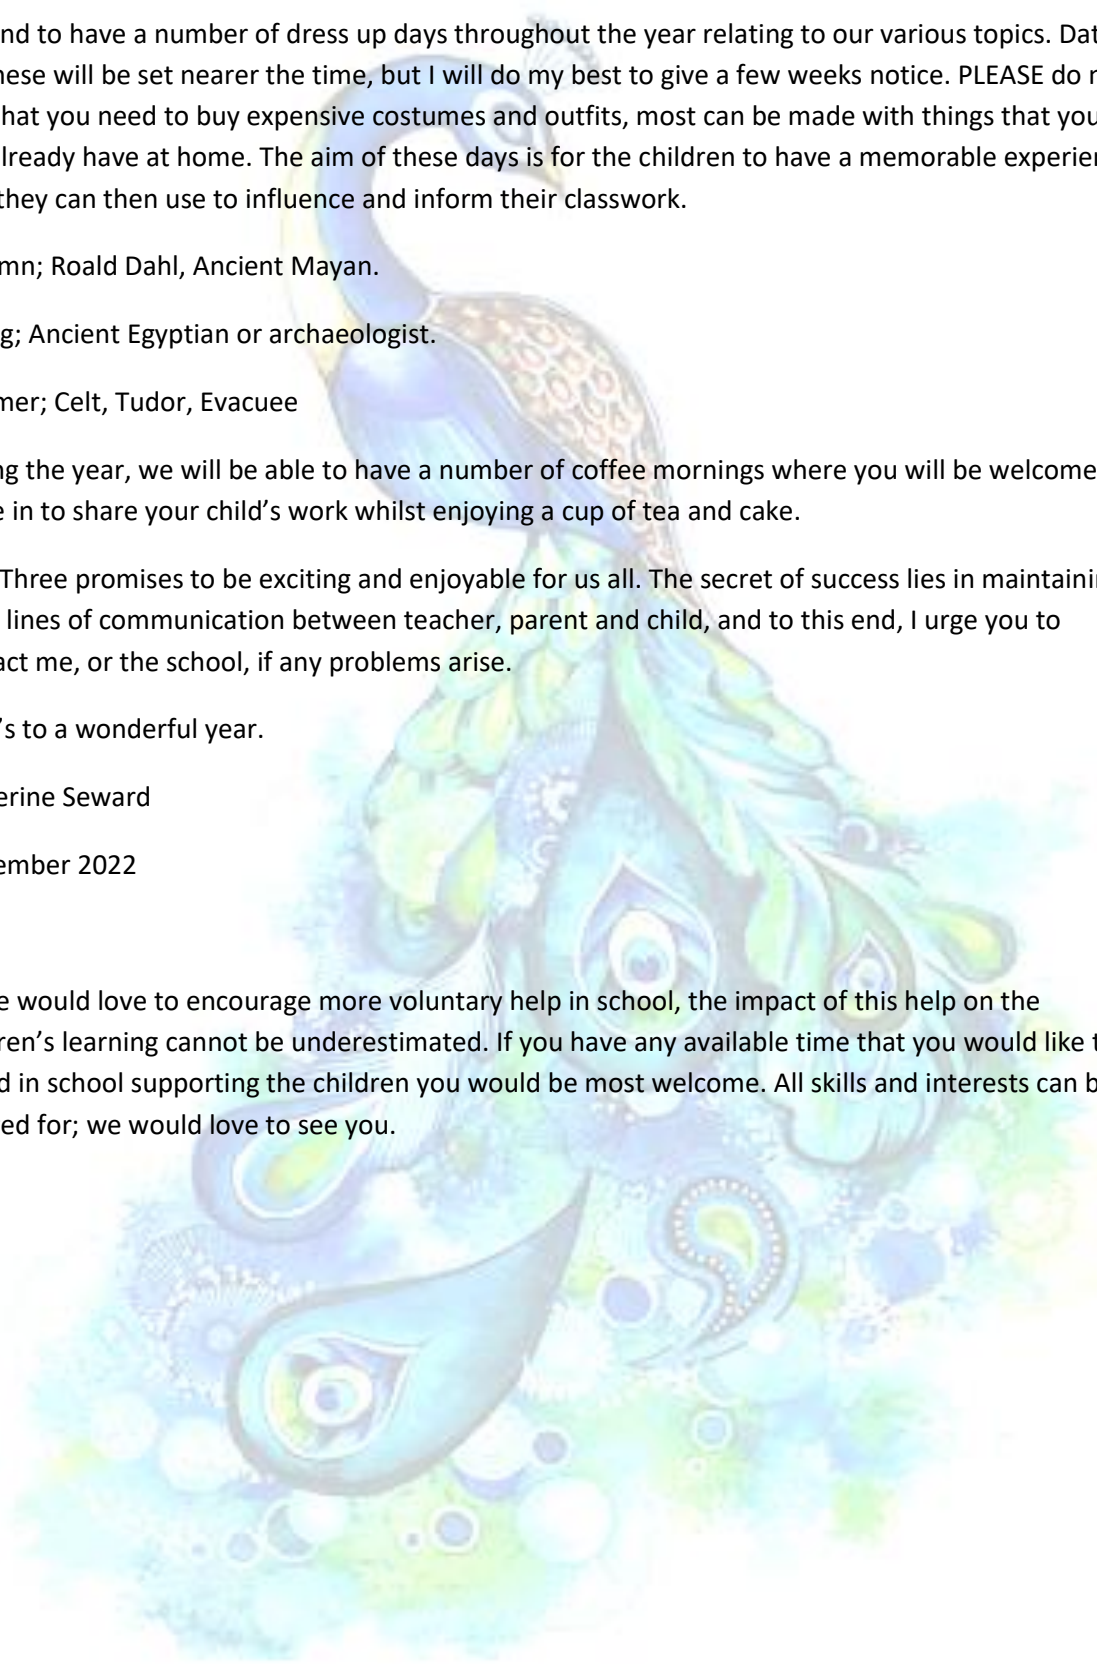 nd to have a number of dress up days throughout the year relating to our various topics. Dat
hese will be set nearer the time, but I will do my best to give a few weeks notice. PLEASE do n
hat you need to buy expensive costumes and outfits, most can be made with things that you
lready have at home. The aim of these days is for the children to have a memorable experien
they can then use to influence and inform their classwork.
mn; Roald Dahl, Ancient Mayan.
g; Ancient Egyptian or archaeologist.
mer; Celt, Tudor, Evacuee
ng the year, we will be able to have a number of coffee mornings where you will be welcome
e in to share your child’s work whilst enjoying a cup of tea and cake.
Three promises to be exciting and enjoyable for us all. The secret of success lies in maintainin
lines of communication between teacher, parent and child, and to this end, I urge you to
act me, or the school, if any problems arise.
’s to a wonderful year.
erine Seward
ember 2022
e would love to encourage more voluntary help in school, the impact of this help on the
ren’s learning cannot be underestimated. If you have any available time that you would like t
d in school supporting the children you would be most welcome. All skills and interests can b
ed for; we would love to see you.